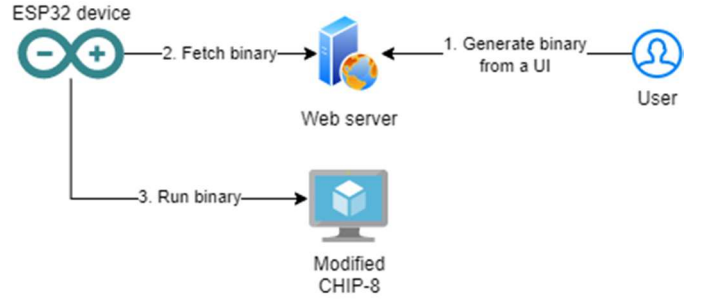 ESP32 device
2. Fetch binary
1. Generate binary
from a UI
Web server
User
3. Run binary
Modified
CHIP-8